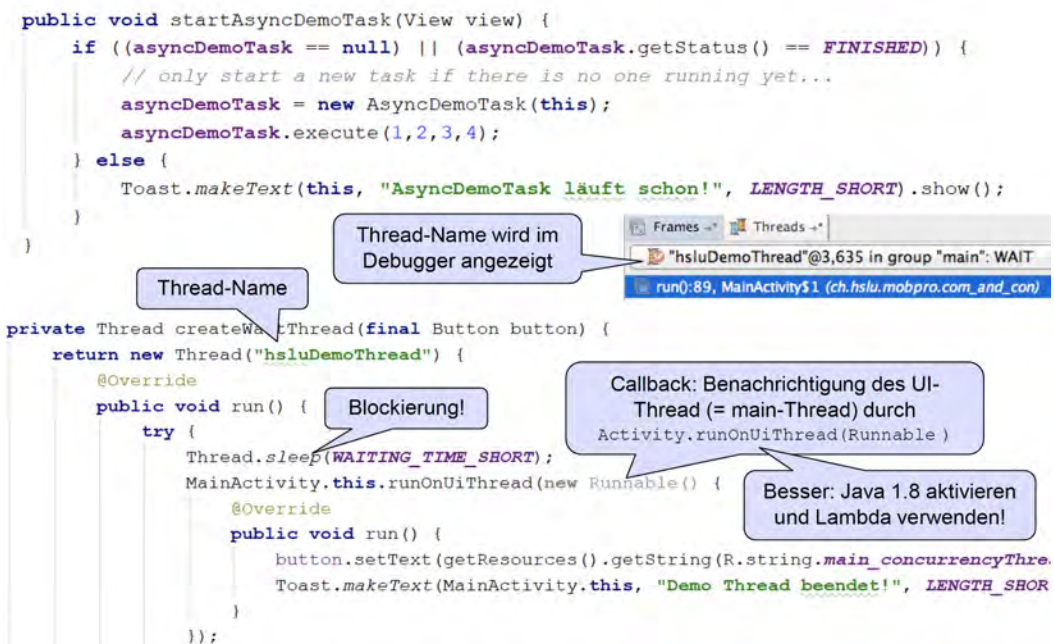 public void startAsyncDemoTask(View view) {
if ((asyncDemoTask == null) || (asyncDemoTask.getStatus() == FINISHED)) {
// only start a new task if there is no one running yet...
asyncDemoTask = new AsyncDemoTask(this);
asyncDemoTask.execute(1,2,3,4);
} else {
Toast.makeText(this, "AsyncDemoTask läuft schon!", LENGTH_SHORT).show();
}
}
Thread-Name wird im
Debugger angezeigt
Frames
Threads
"hsluDemoThread"@3,635 in group "main": WAIT
run():89, MainActivity$1 (ch.hslu.mobpro.com_and_con)
Thread-Name
private Thread createWaitThread(final Button button) {
return new Thread("hsluDemoThread") {
@Override
public void run() {
Blockierung!
try {
Thread.sleep(WAITING_TIME_SHORT);
Callback: Benachrichtigung des UI-
Thread (= main-Thread) durch
Activity.runOnUiThread(Runnable )
MainActivity.this.runOnUiThread(new Runnable() {
@Override
Besser: Java 1.8 aktivieren
und Lambda verwenden!
public void run() {
button.setText(getResources().getString(R.string.main_concurrencyThre
Toast.makeText(MainActivity.this, "Demo Thread beendet!", LENGTH_SHOR
}
});